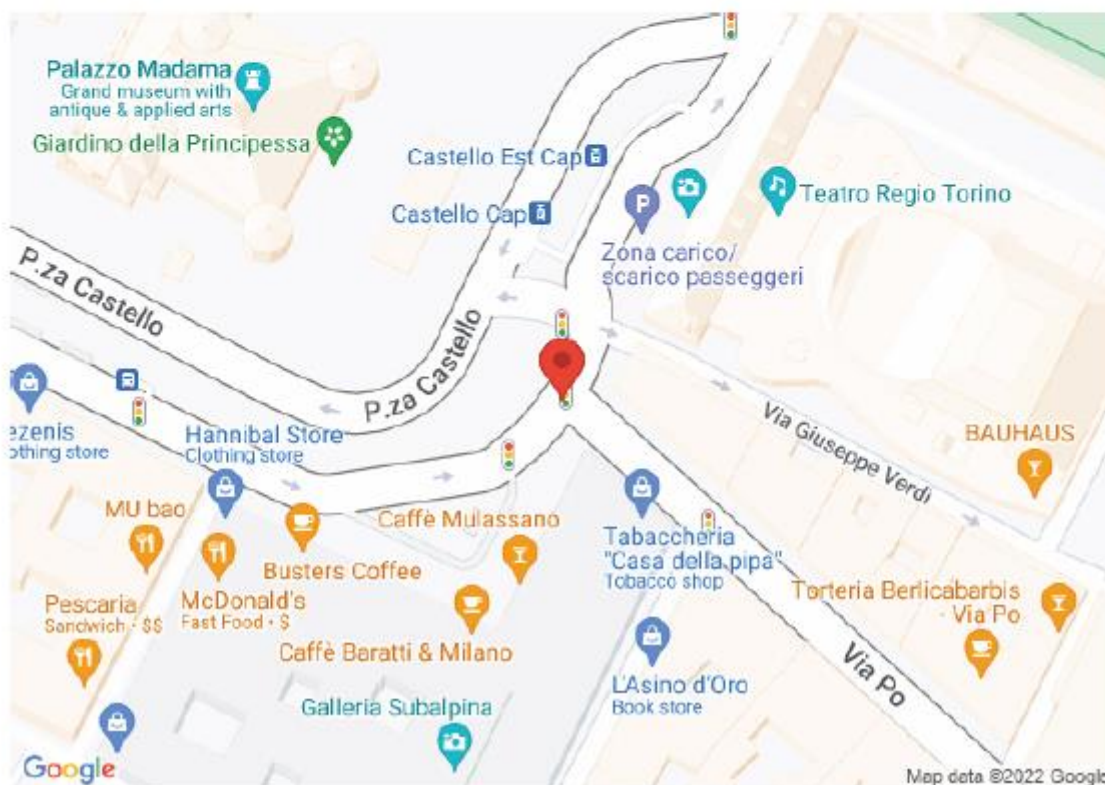 Palazzo Madama
Grand museum with
antique & applied arts
Giardino della Principessa
Castello Est Cap
Castello Cap
Teatro Regio Torino
P
Zona carico/
scarico passeggeri
P.za Castello
P.za Castello
ezenis
othing store
Hannibal Store
Clothing store
Via Giuseppe Verdi
BAUHAUS
MU bao
Caffè Mulassano
Busters Coffee
Tabaccheria
"Casa della pipa"
Tobacco shop
McDonald's
Fast Food · $
Pescaria
Sandwich · $$
Torteria Berlicabarbis
- Via Po
Caffè Baratti & Milano
Via Po
L'Asino d'Oro
Book store
Galleria Subalpina
Google
Map data ©2022 Google